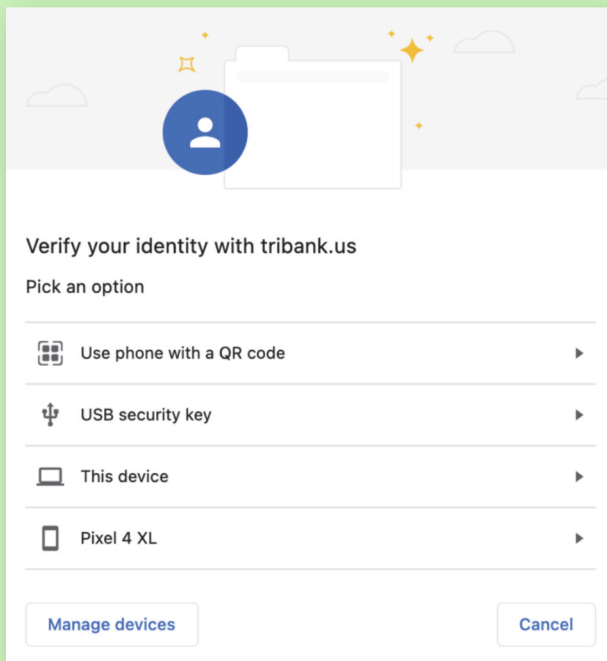 Verify your identity with tribank.us
Pick an option
Use phone with a QR code
USB security key
This device
Pixel 4 XL
Manage devices
Cancel